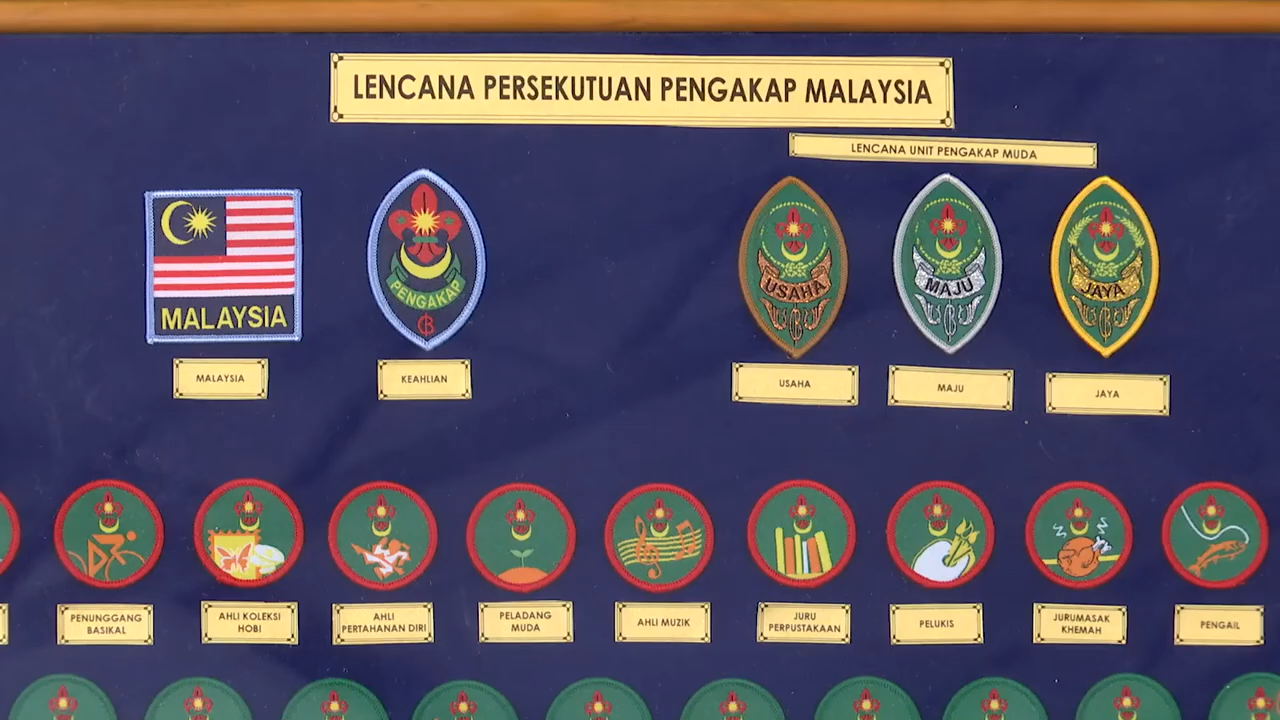 LENCANA PERSEKUTUAN PENGAKAP MALAYSIA
LENCANA UNIT PENGAKAP MUDA
MALAYSIA
PENGAKAP
USAHA
MAJU
JAYA
MALAYSIA
KEAHLIAN
USAHA
MAJU
JAYA
PENUNGGANG
BASIKAL
AHLI KOLEKSI
HOBI
AHLI
PERTAHANAN DIRI
PELADANG
MUDA
AHLI MUZIK
JURU
PERPUSTAKAAN
PELUKIS
JURUMASAK
KHEMAH
PENGAIL